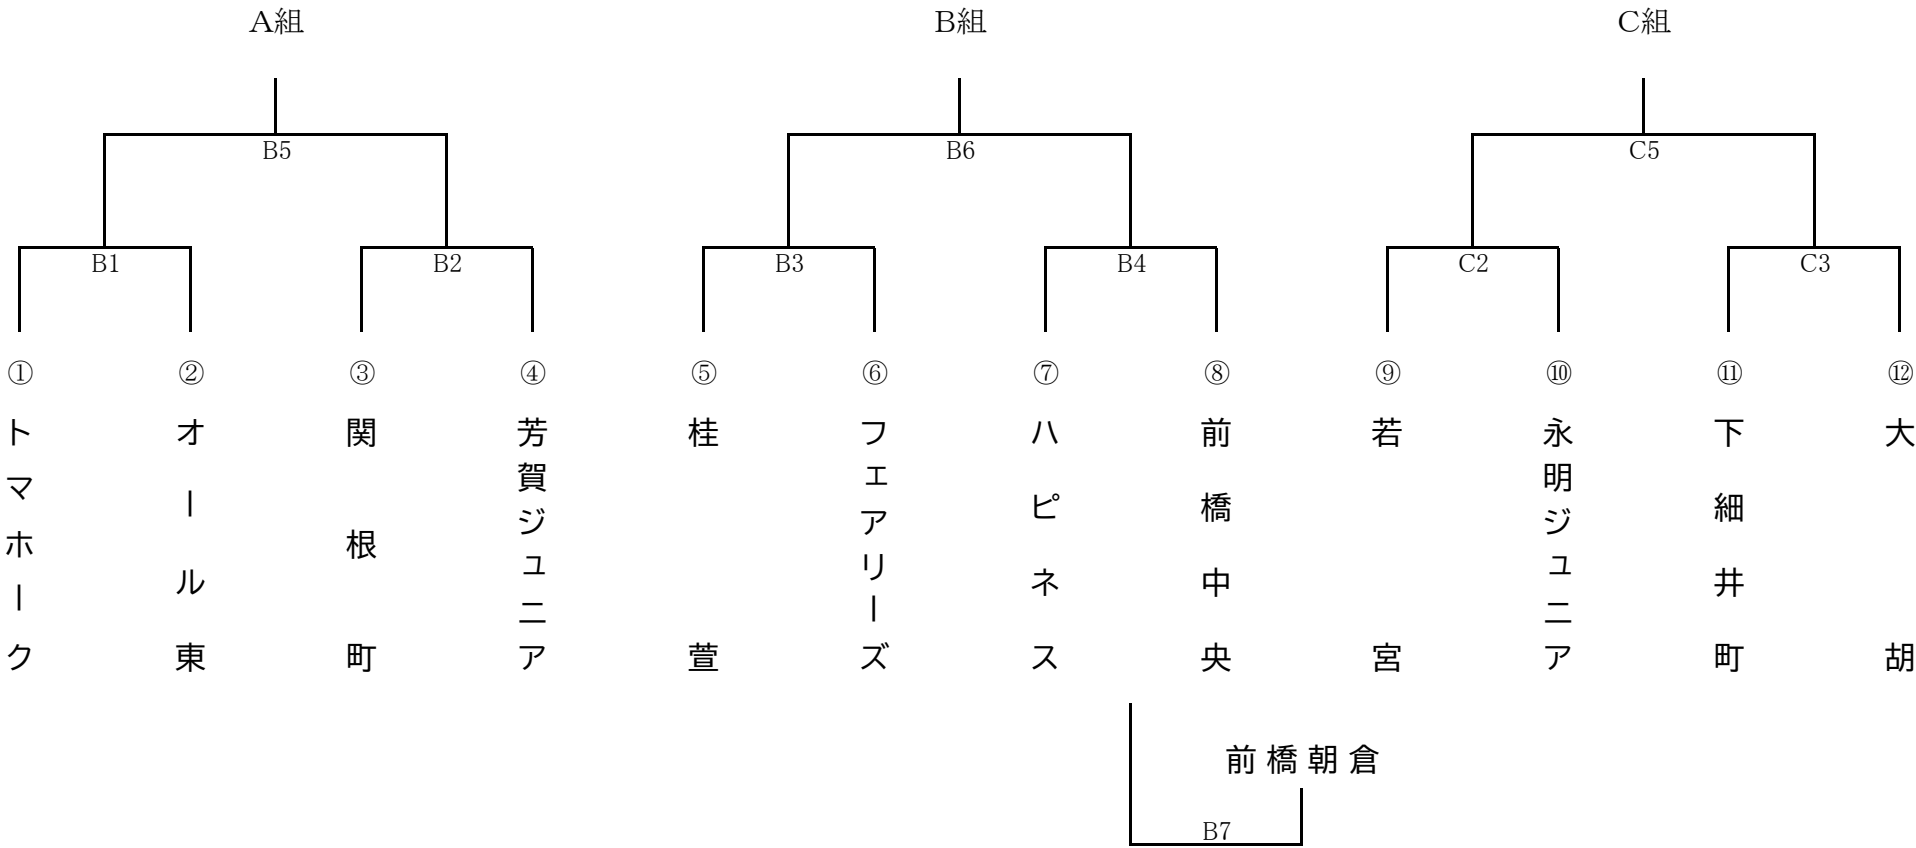 A組 B組 C組
B5 B6 C5
B1 B2 B3 B4 C2 C3
① ② ③ ④ ⑤ ⑥ ⑦ ⑧ ⑨ ⑩ ⑪ ⑫
トマホーク
オール東
関根町
芳賀ジュニア
桂萱
フェアリーズ
ハピネス
前橋中央
若宮
永明ジュニア
下細井町
大胡
前橋朝倉
B7